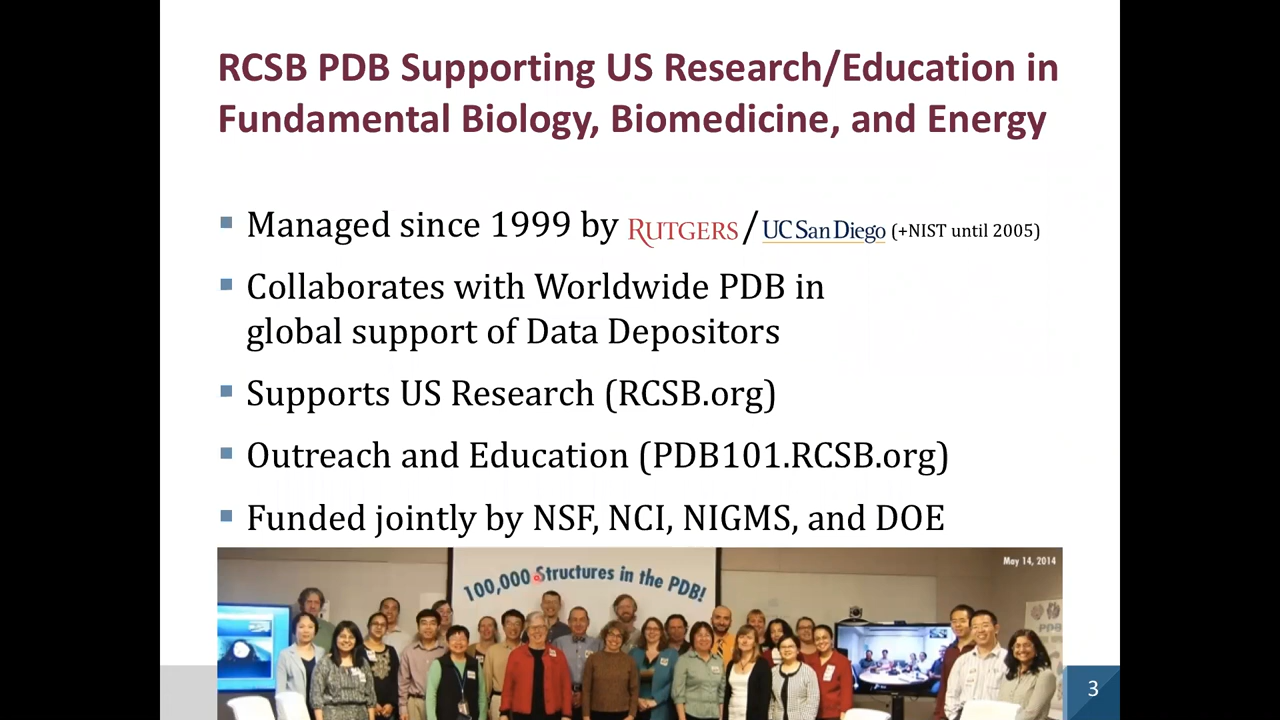 RCSB PDB Supporting US Research/Education in
Fundamental Biology, Biomedicine, and Energy
▪ Managed since 1999 by RUTGERS / UC San Diego (+NIST until 2005)
▪ Collaborates with Worldwide PDB in
global support of Data Depositors
▪ Supports US Research (RCSB.org)
▪ Outreach and Education (PDB101.RCSB.org)
▪ Funded jointly by NSF, NCI, NIGMS, and DOE
May 14, 2014
100,000 Structures in the PDB!
PDB
3